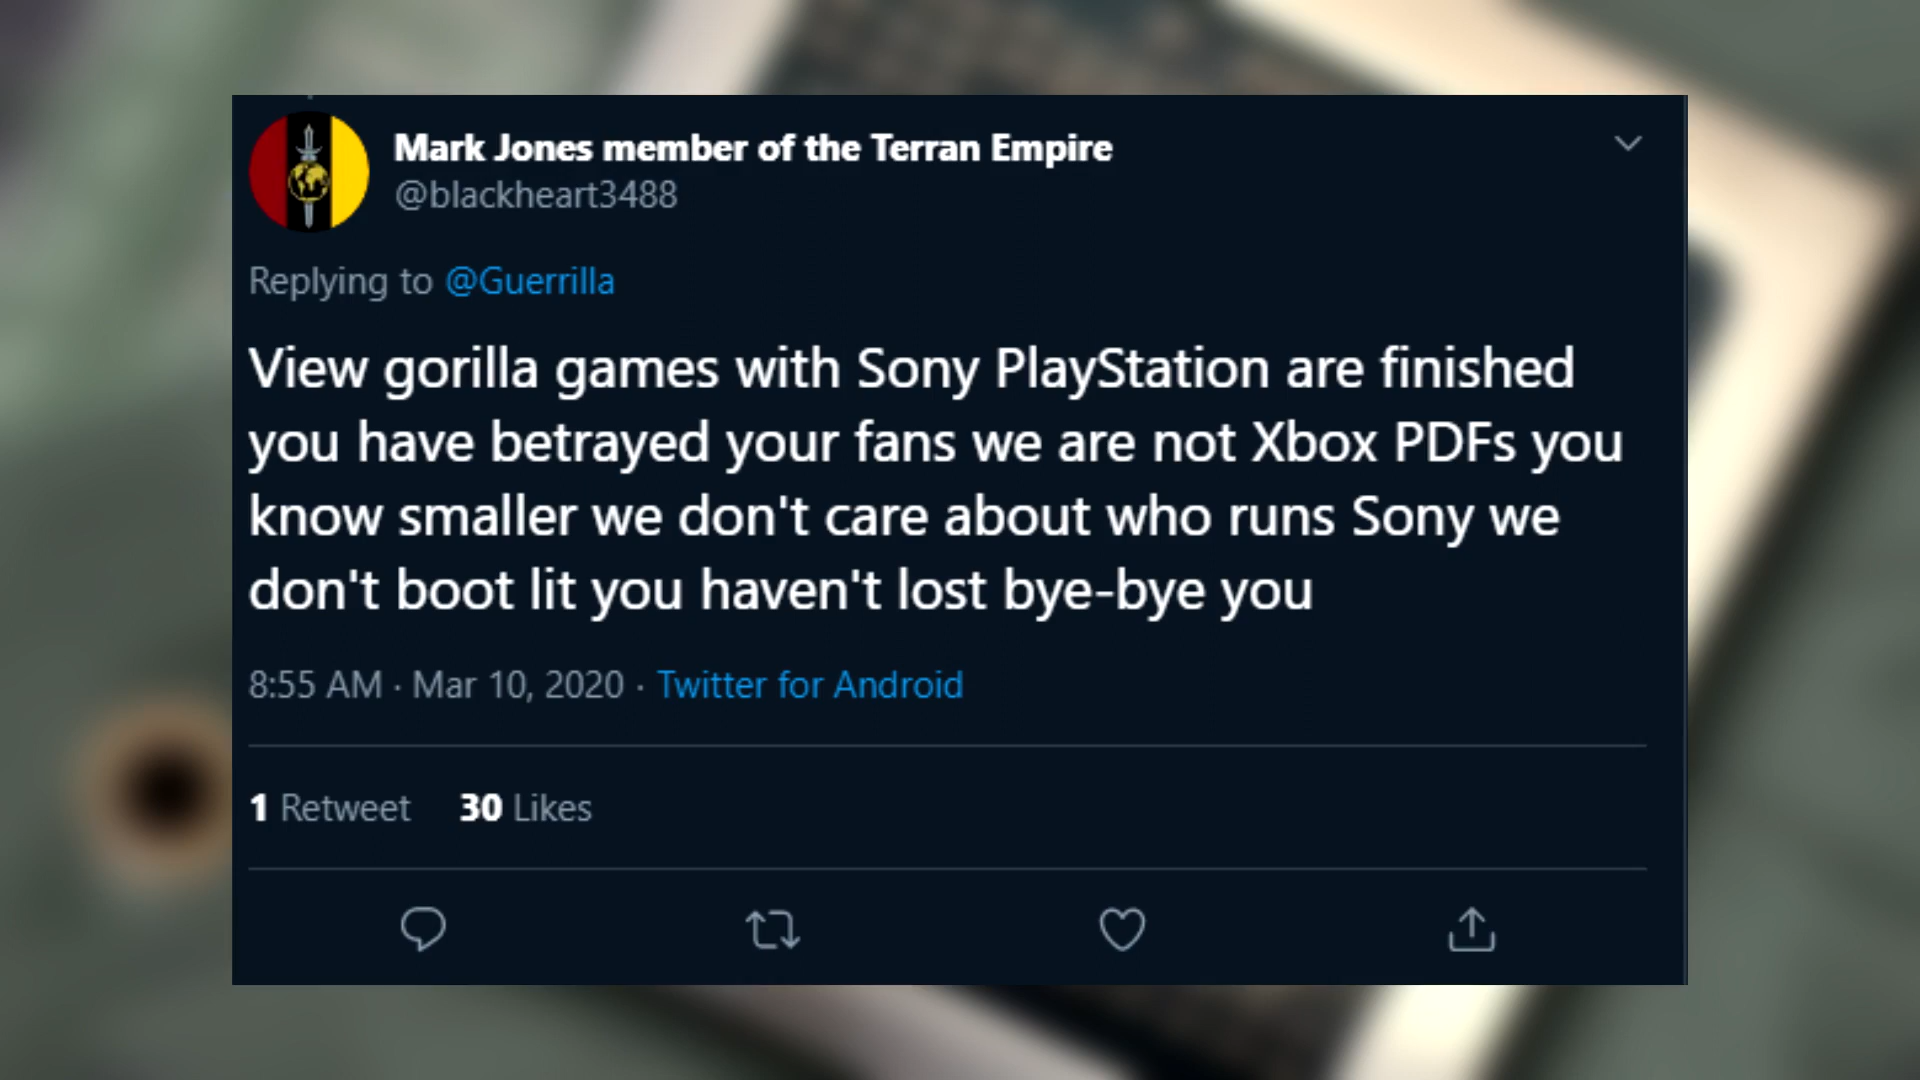 Mark Jones member of the Terran Empire
@blackheart3488
Replying to @Guerrilla
View gorilla games with Sony PlayStation are finished
you have betrayed your fans we are not Xbox PDFs you
know smaller we don't care about who runs Sony we
don't boot lit you haven't lost bye-bye you
8:55 AM · Mar 10, 2020 · Twitter for Android
1 Retweet 30 Likes